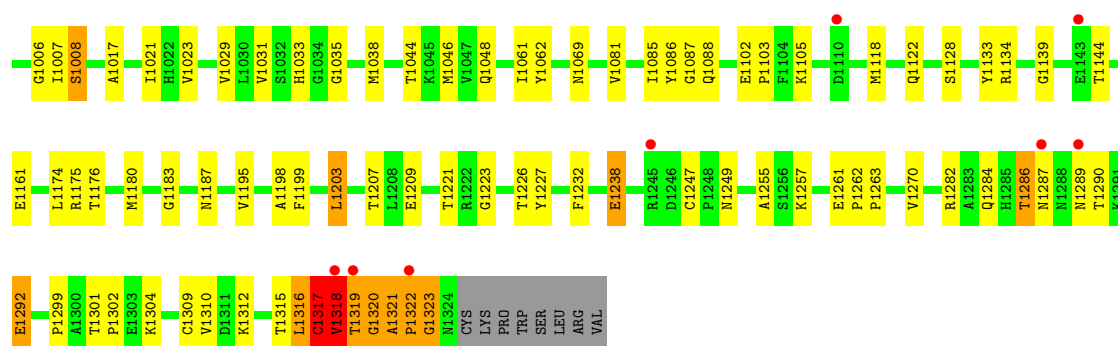 G1006 I1007 S1008 A1017 I1021 H1022 V1023 V1029 L1030 V1031 S1032 H1033 G1034 G1035 M1038 T1044 K1045 M1046 V1047 Q1048 I1061 Y1062 N1069 V1081 I1085 Y1086 G1087 Q1088 E1102 P1103 F1104 K1105 D1110 M1118 Q1122 S1128 Y1133 R1134 G1139 E1143 T1144
E1161 L1174 R1175 T1176 M1180 G1183 N1187 V1195 A1198 F1199 L1203 T1207 L1208 E1209 T1221 R1222 G1223 T1226 Y1227 F1232 E1238 R1245 D1246 C1247 P1248 N1249 A1255 S1256 K1257 E1261 P1262 P1263 V1270 R1282 A1283 Q1284 H1285 T1286 N1287 N1288 N1289 T1290 K1291
E1292 P1299 A1300 T1301 P1302 E1303 K1304 C1309 V1310 D1311 K1312 T1315 L1316 C1317 V1318 T1319 G1320 A1321 P1322 G1323 N1324 CYS LYS PRO TRP SER LEU ARG VAL